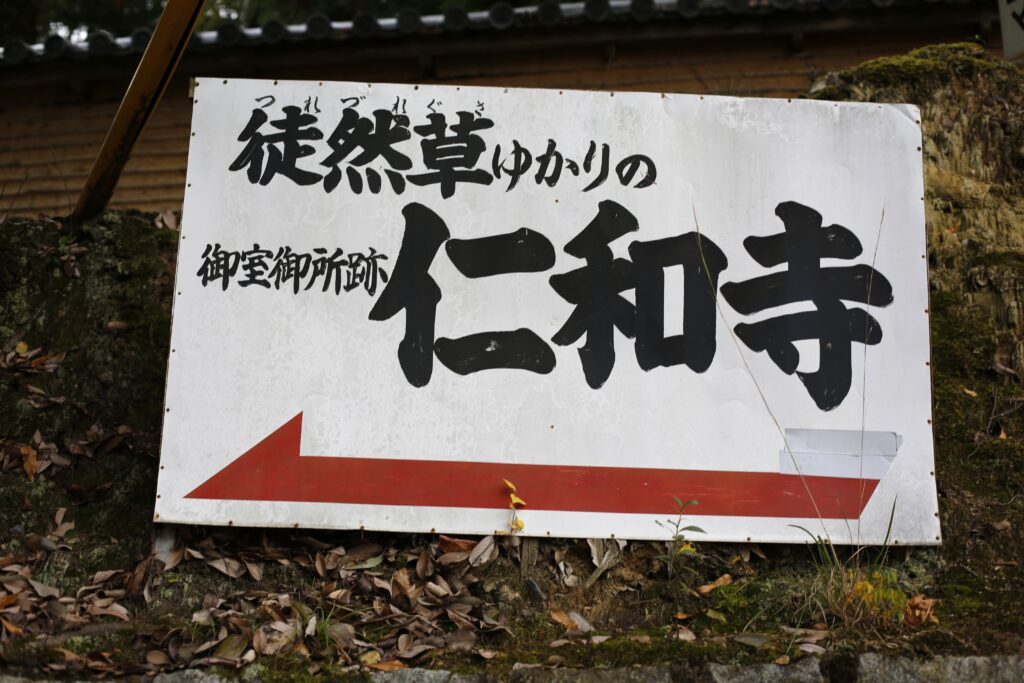 つれづれぐさ
徒然草ゆかりの
御室御所跡 仁和寺